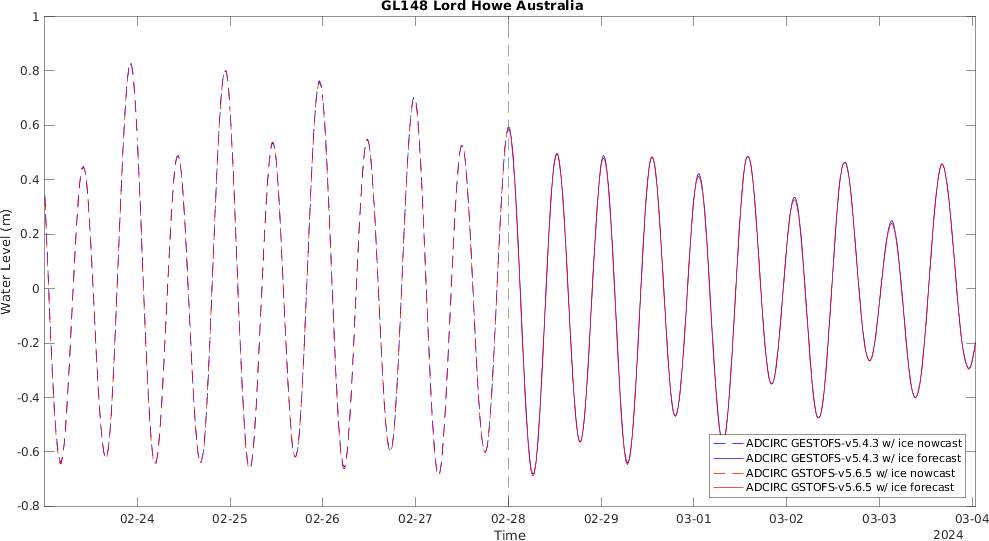 GL148 Lord Howe Australia
1
0.8
0.6
0.4
0.2
0
-0.2
-0.4
-0.6
-0.8
Water Level (m)
ADCIRC GESTOFS-v5.4.3 w/ ice nowcast
ADCIRC GESTOFS-v5.4.3 w/ ice forecast
ADCIRC GSTOFS-v5.6.5 w/ ice nowcast
ADCIRC GSTOFS-v5.6.5 w/ ice forecast
02-24 02-25 02-26 02-27 02-28 02-29 03-01 03-02 03-03 03-04
Time
2024